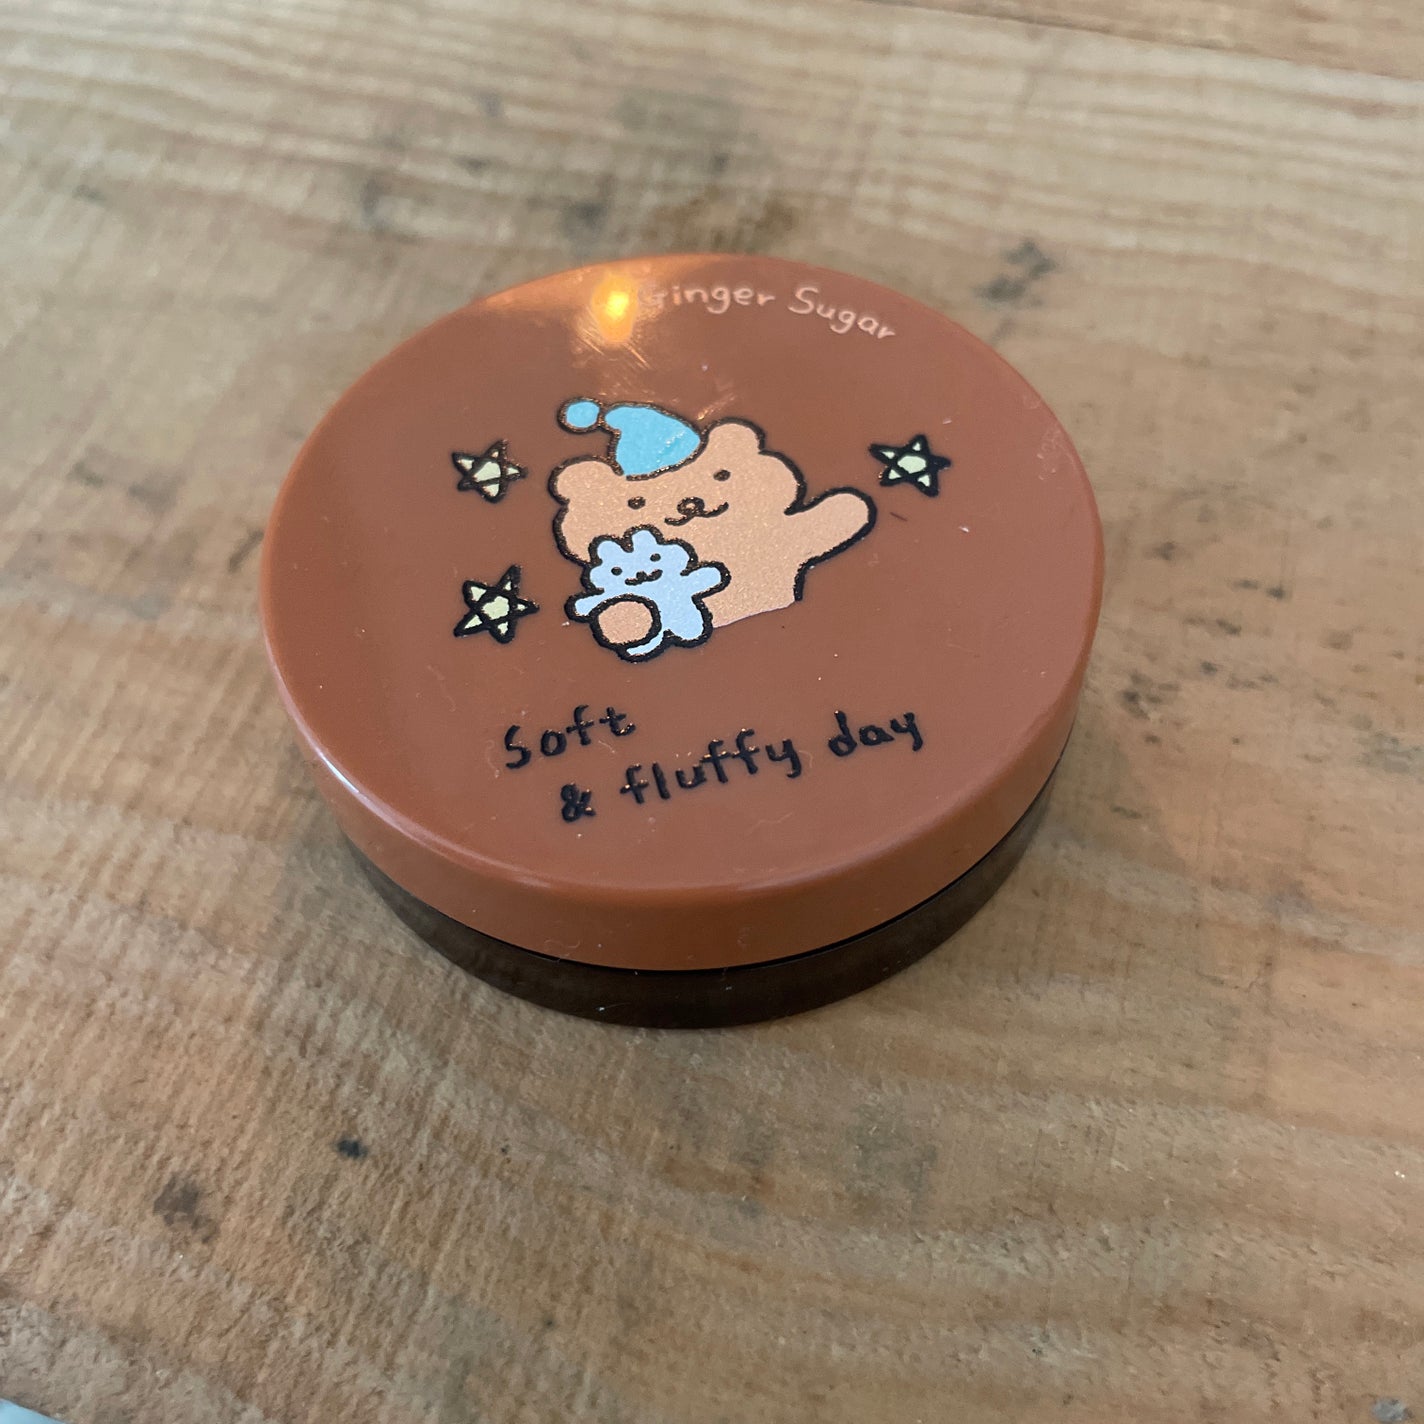 Ginger Sugar
Soft
& fluffy day